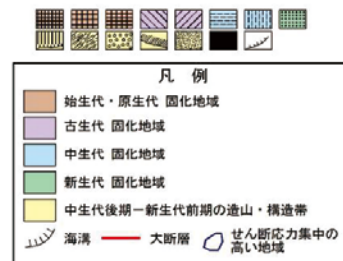 凡 例
始生代・原生代 固化地域
古生代 固化地域
中生代 固化地域
新生代 固化地域
中生代後期－新生代前期の造山・構造帯
海溝 大断層 せん断応力集中の
高い地域